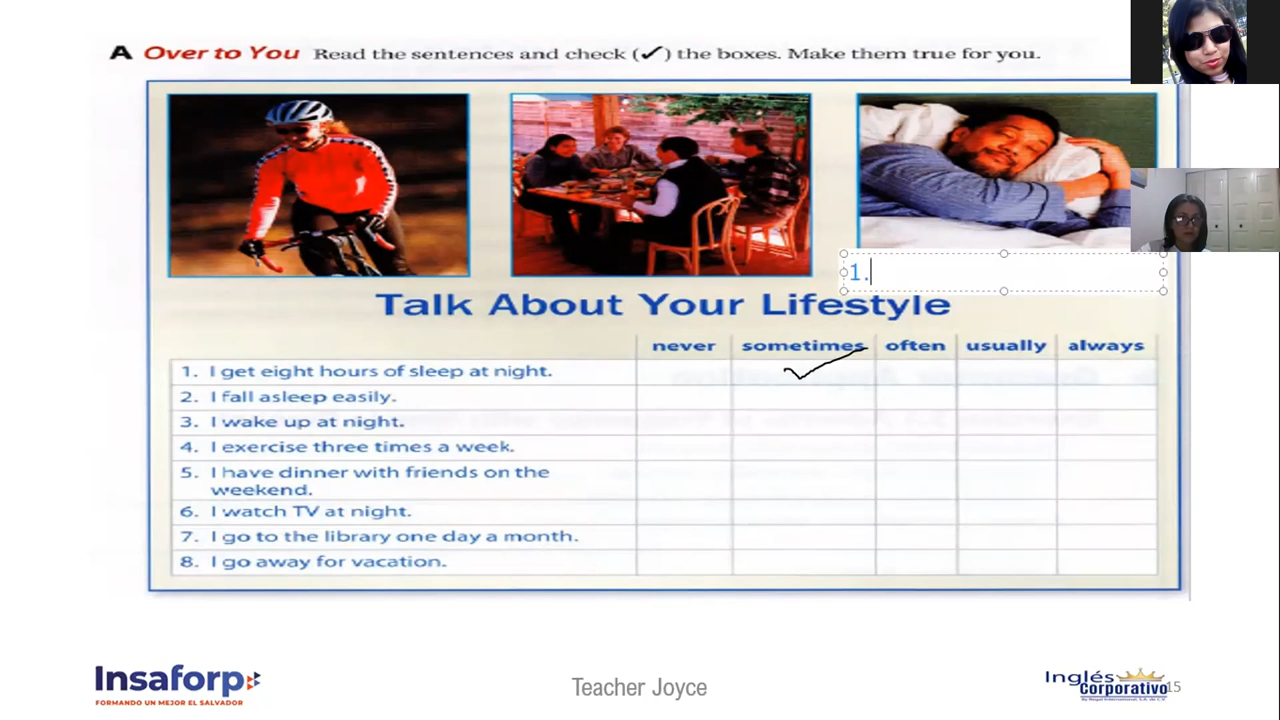 A Over to You Read the sentences and check (✓) the boxes. Make them true for you.
1.
Talk About Your Lifestyle
never sometimes often usually always
1. I get eight hours of sleep at night.
2. I fall asleep easily.
3. I wake up at night.
4. I exercise three times a week.
5. I have dinner with friends on the
weekend.
6. I watch TV at night.
7. I go to the library one day a month.
8. I go away for vacation.
Insaforp
FORMANDO UN MEJOR EL SALVADOR
Teacher Joyce
Inglés
Corporativo
15